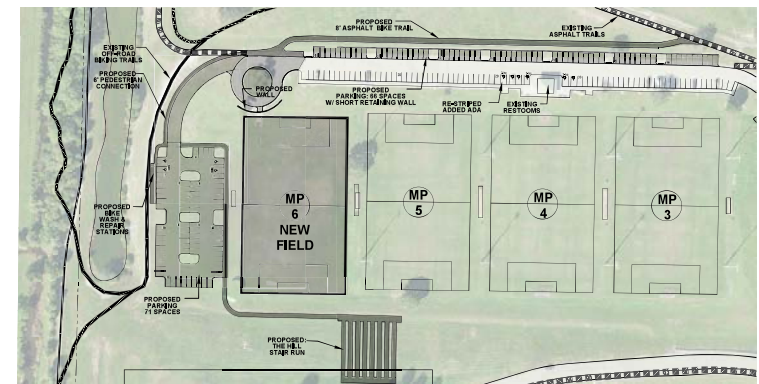 PROPOSED
8' ASPHALT BIKE TRAIL
EXISTING
ASPHALT TRAILS
EXISTING
OFF-ROAD
BIKING TRAILS
PROPOSED
6' PEDESTRIAN
CONNECTION
PROPOSED
WALL
PROPOSED
PARKING: 66 SPACES
W/ SHORT RETAINING WALL
RE-STRIPED
ADDED ADA
EXISTING
RESTOOMS
MP
6
NEW
FIELD
MP
5
MP
4
MP
3
PROPOSED
BIKE
WASH &
REPAIR
STATIONS
PROPOSED
PARKING
71 SPACES
PROPOSED:
THE HILL
STAIR RUN